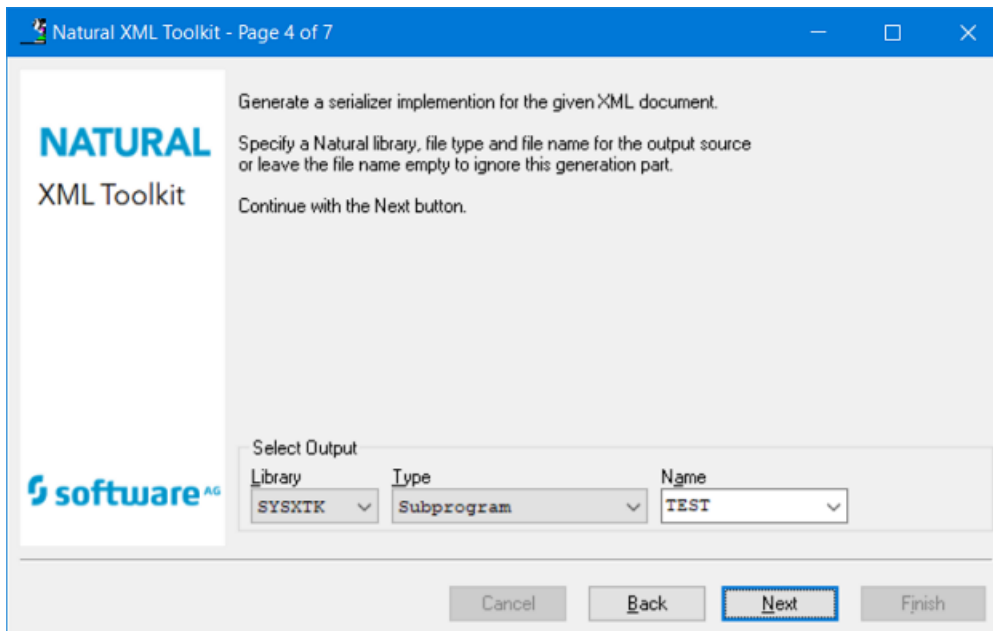 Natural XML Toolkit - Page 4 of 7
NATURAL
XML Toolkit
Generate a serializer implemention for the given XML document.
Specify a Natural library, file type and file name for the output source
or leave the file name empty to ignore this generation part.
Continue with the Next button.
Select Output
Library Type Name
SYSXTK Subprogram TEST
software AG
Cancel Back Next Finish